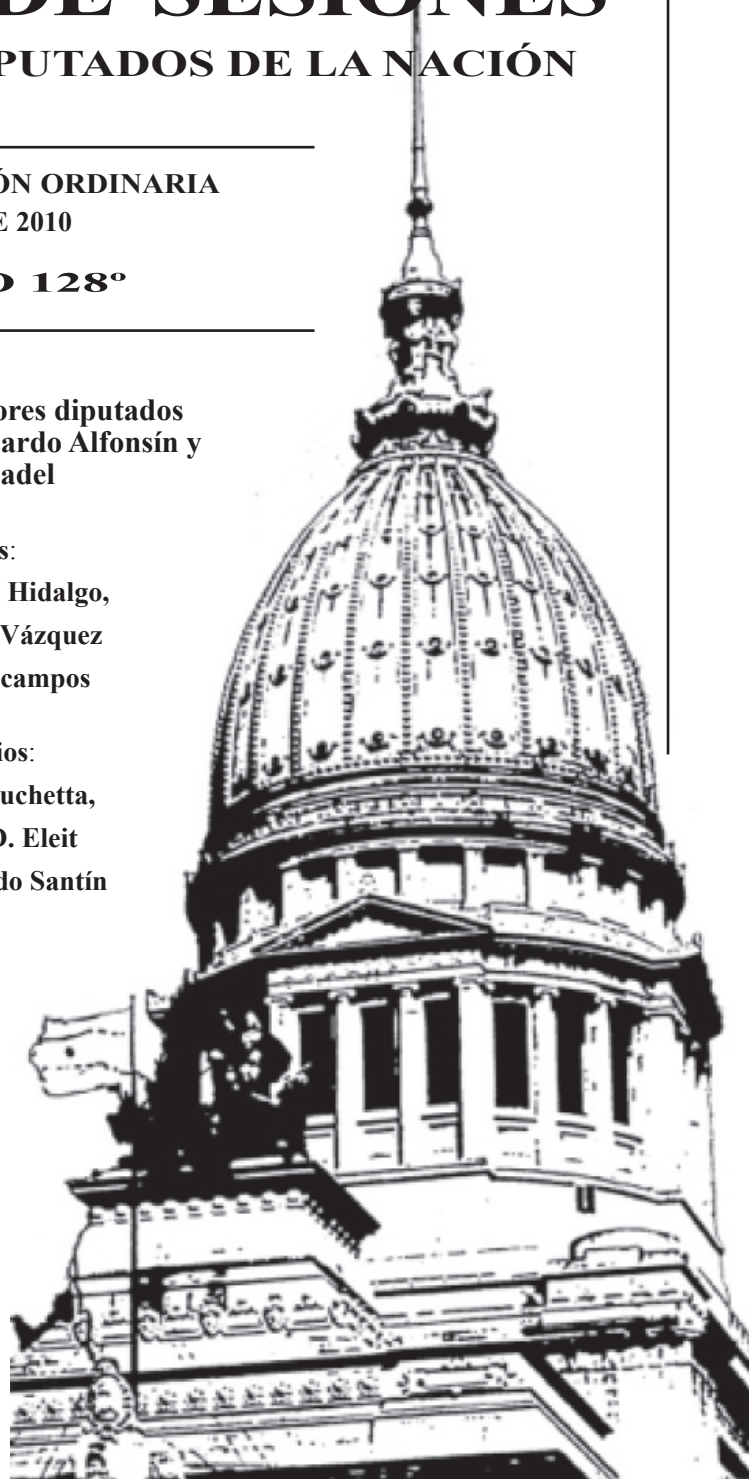 DE SESIONES
PUTADOS DE LA NACIÓN
ÓN ORDINARIA
E 2010
O 128º
ores diputados
ardo Alfonsín y
adel
s:
Hidalgo,
Vázquez
campos
ios:
uchetta,
D. Eleit
do Santín